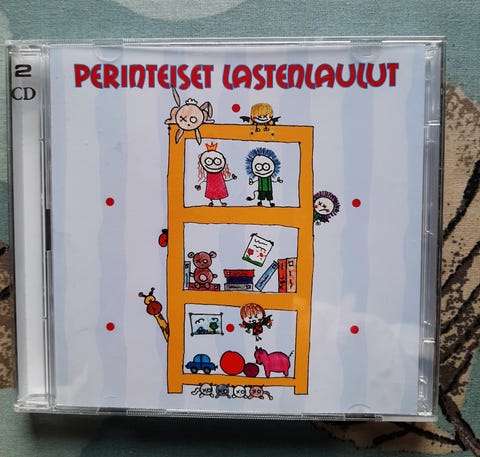 PERINTEISET LASTENLAULUT
2
CD